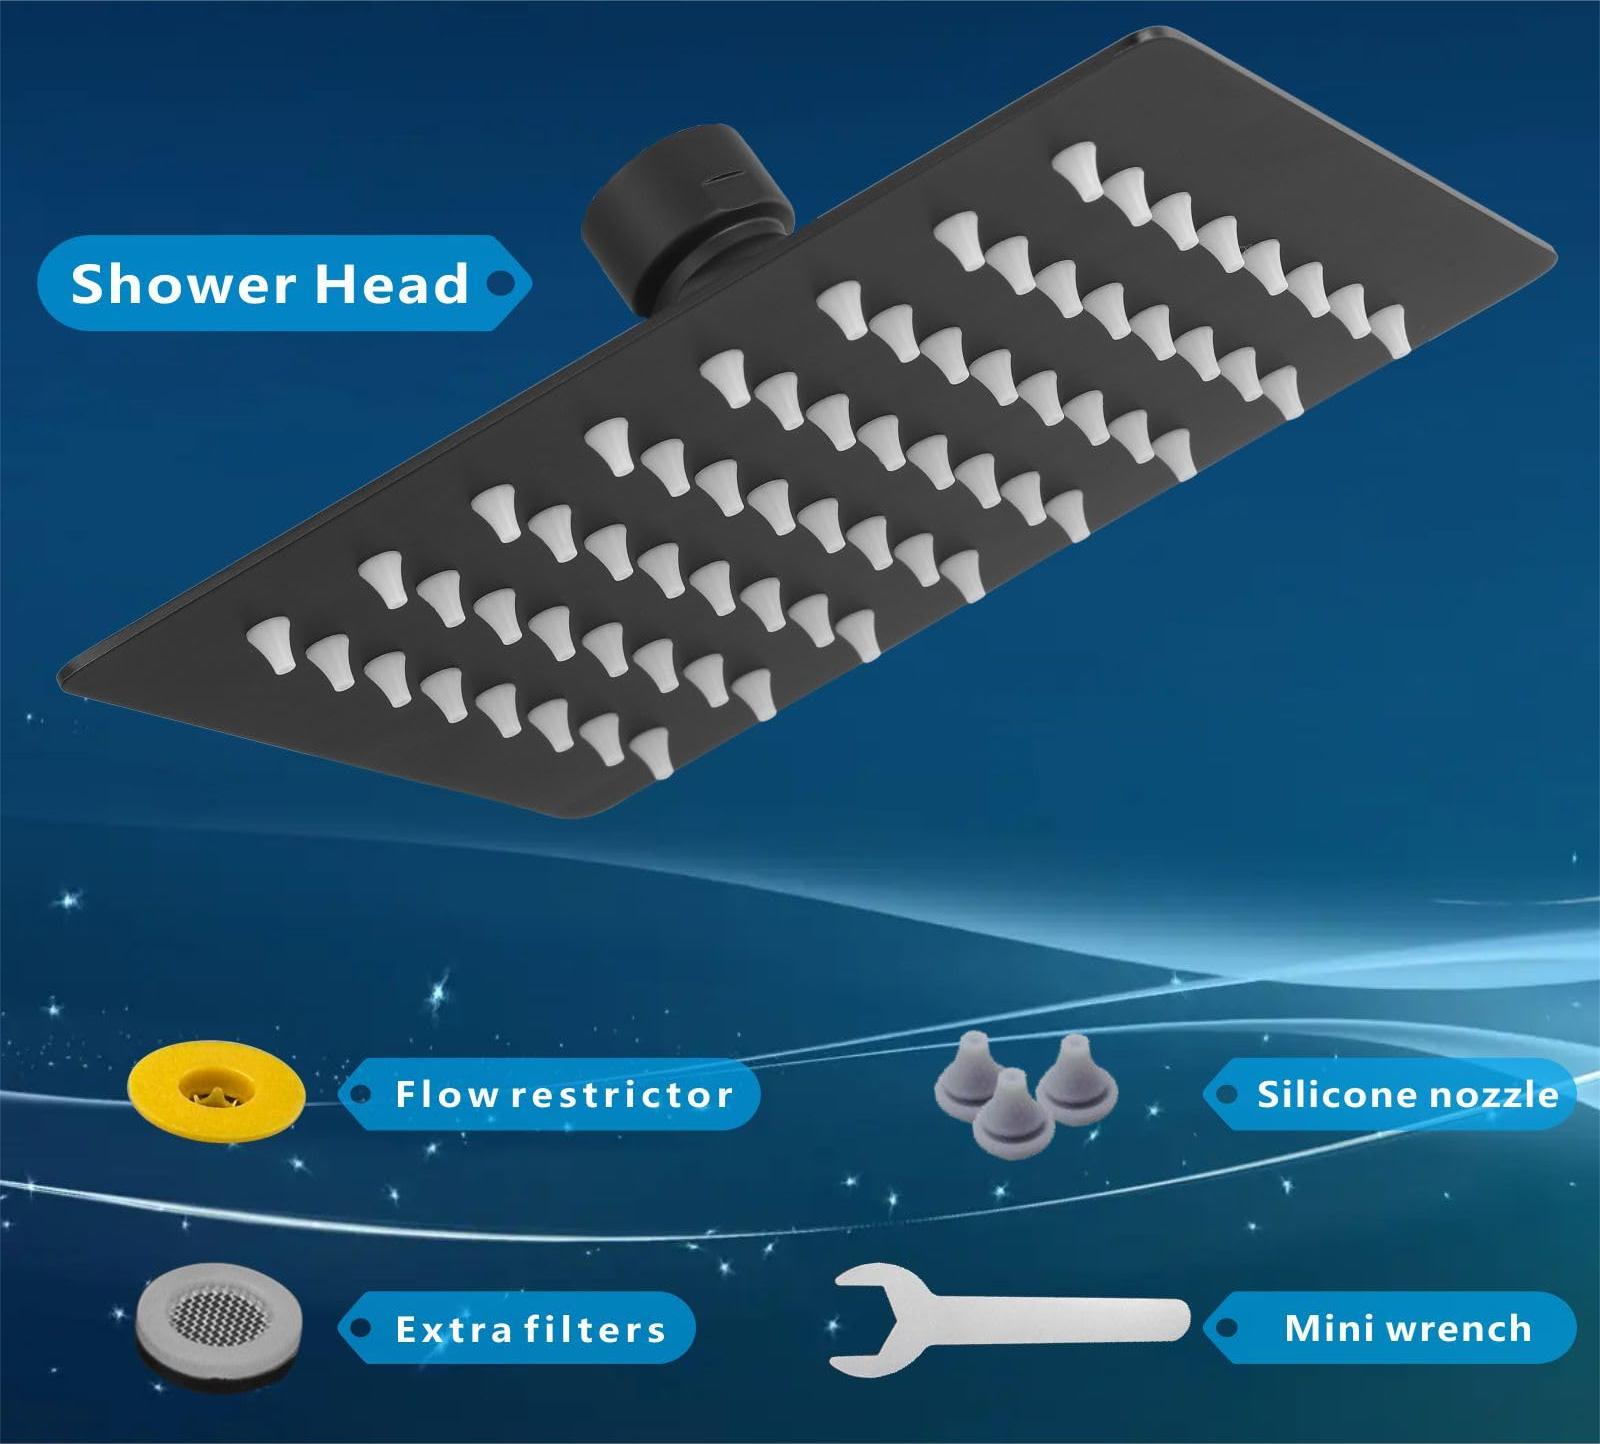 Shower Head
Flow restrictor
Silicone nozzle
Extra filters
Mini wrench